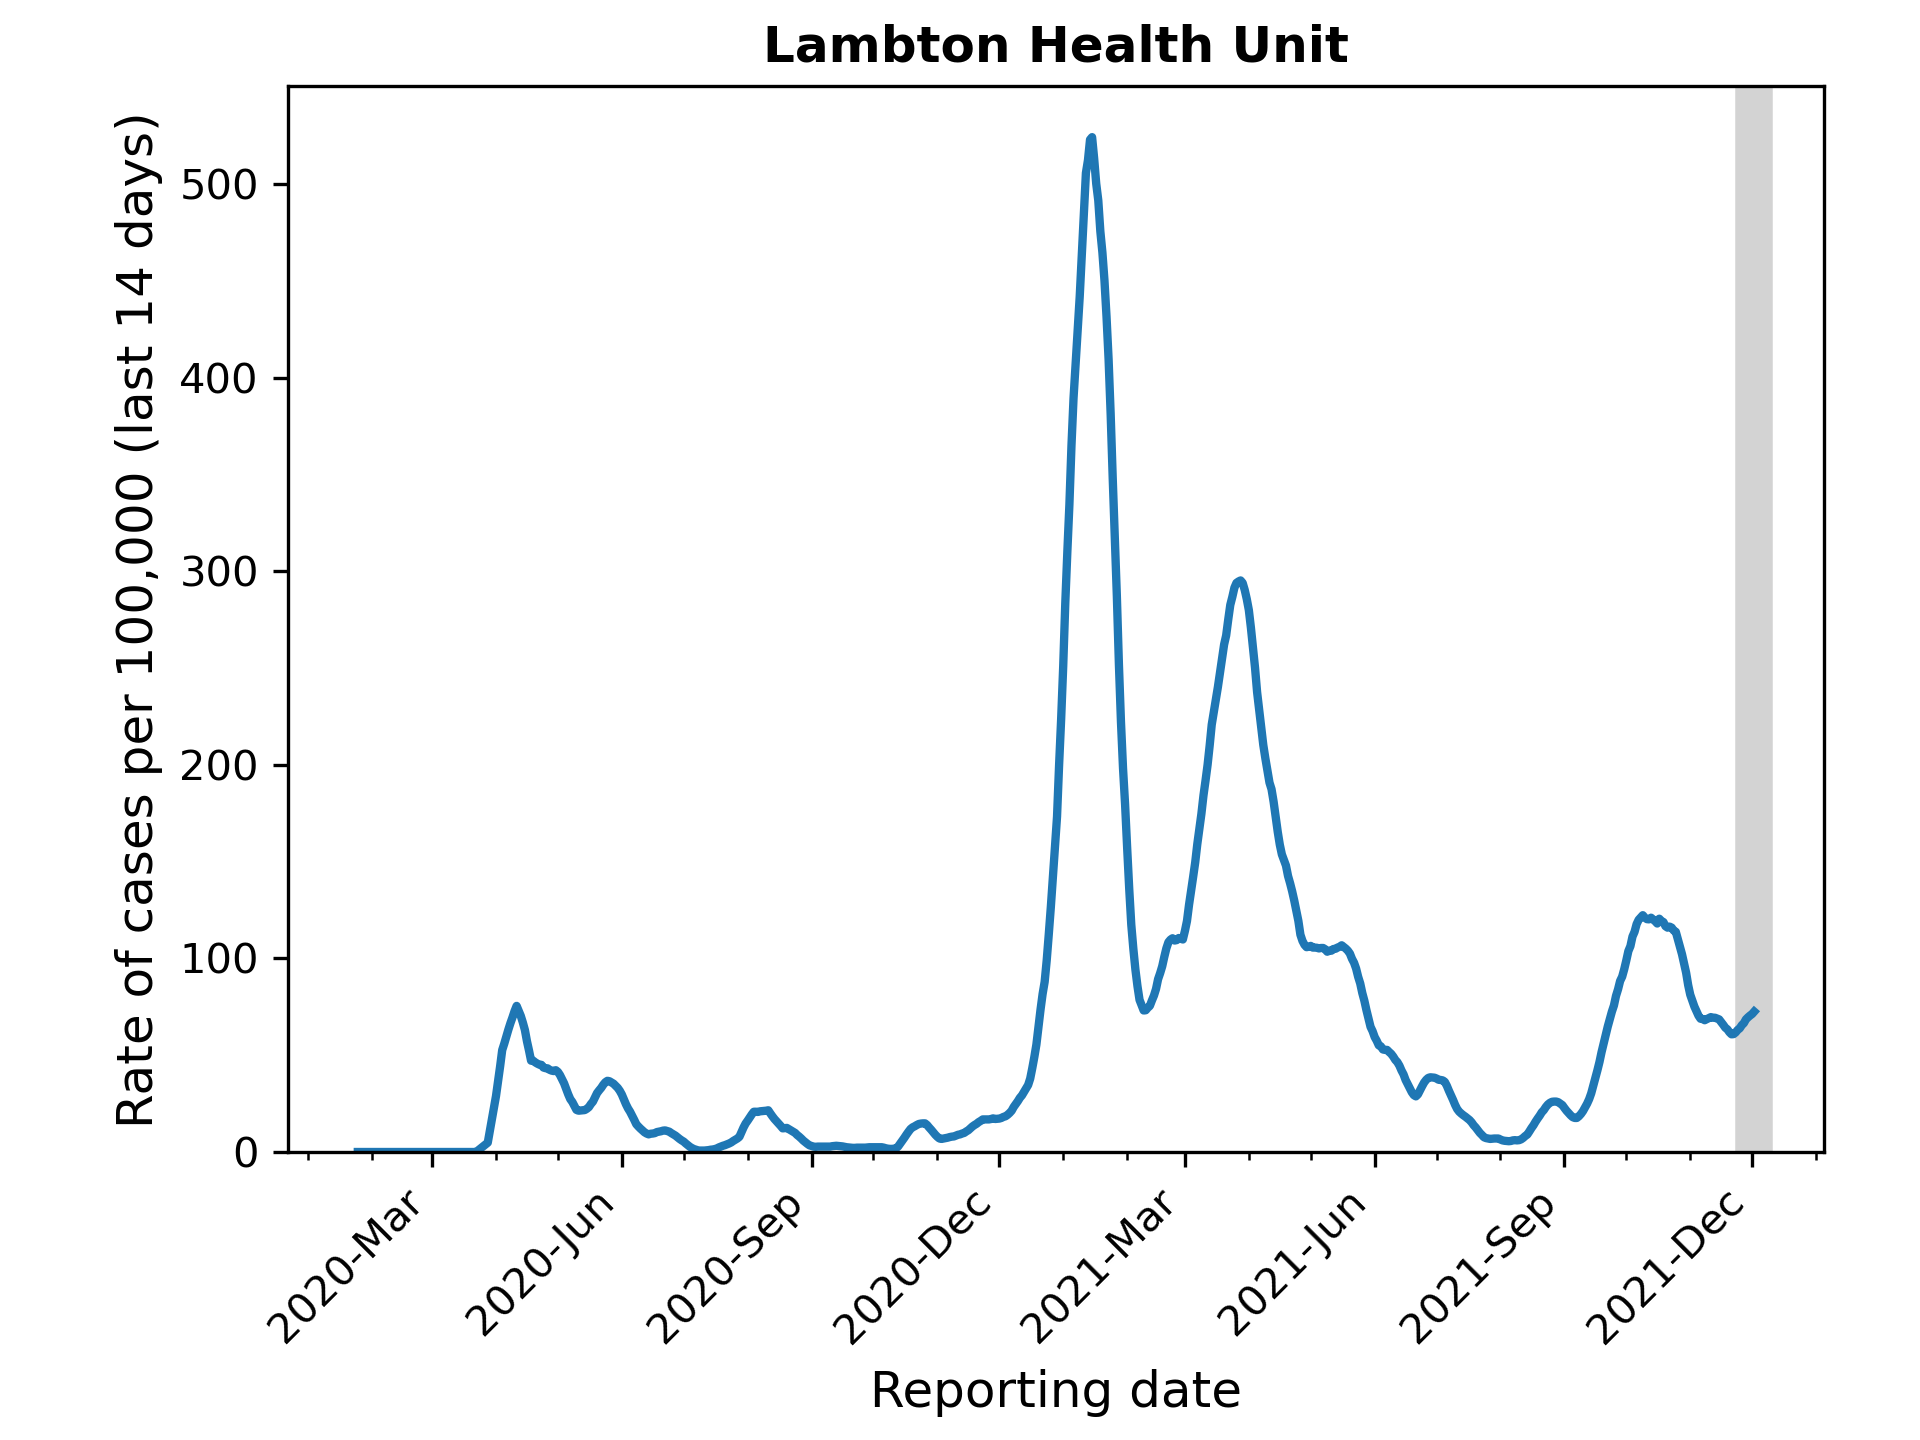 Lambton Health Unit
Rate of cases per 100,000 (last 14 days)
500
400
300
200
100
0
2020-Mar
2020-Jun
2020-Sep
2020-Dec
2021-Mar
2021-Jun
2021-Sep
2021-Dec
Reporting date